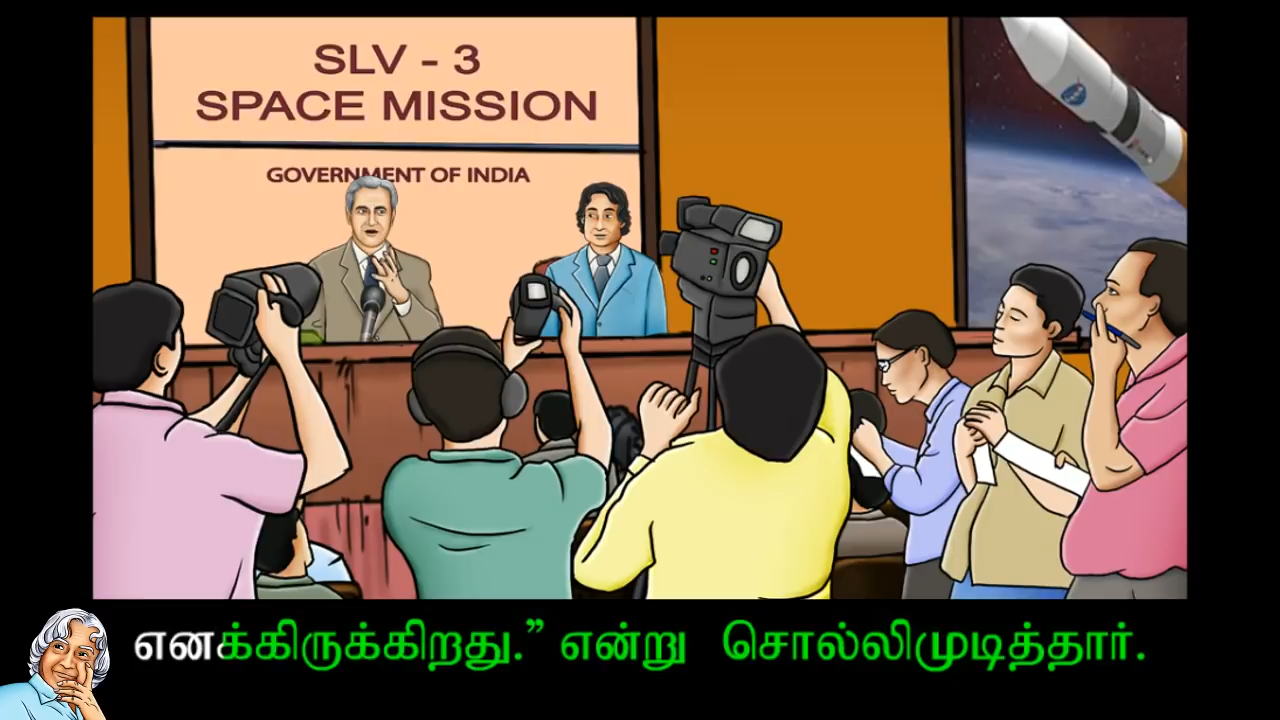 SLV - 3
SPACE MISSION
GOVERNMENT OF INDIA
எனக்கிருக்கிறது.” என்று சொல்லிமுடித்தார்.